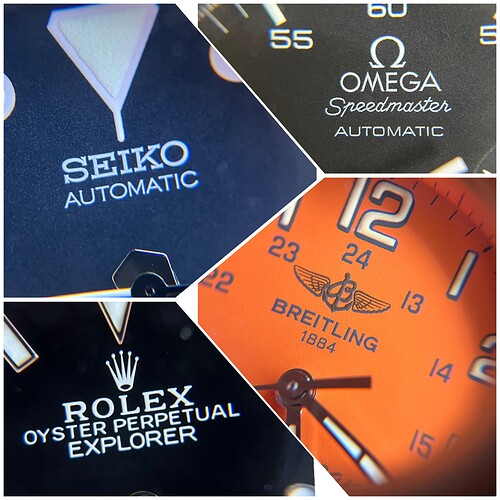 SEIKO
AUTOMATIC
55
60
5
OMEGA
Speedmaster
AUTOMATIC
12
1
2
23
24
13
22
14
15
BREITLING
1884
ROLEX
OYSTER PERPETUAL
EXPLORER